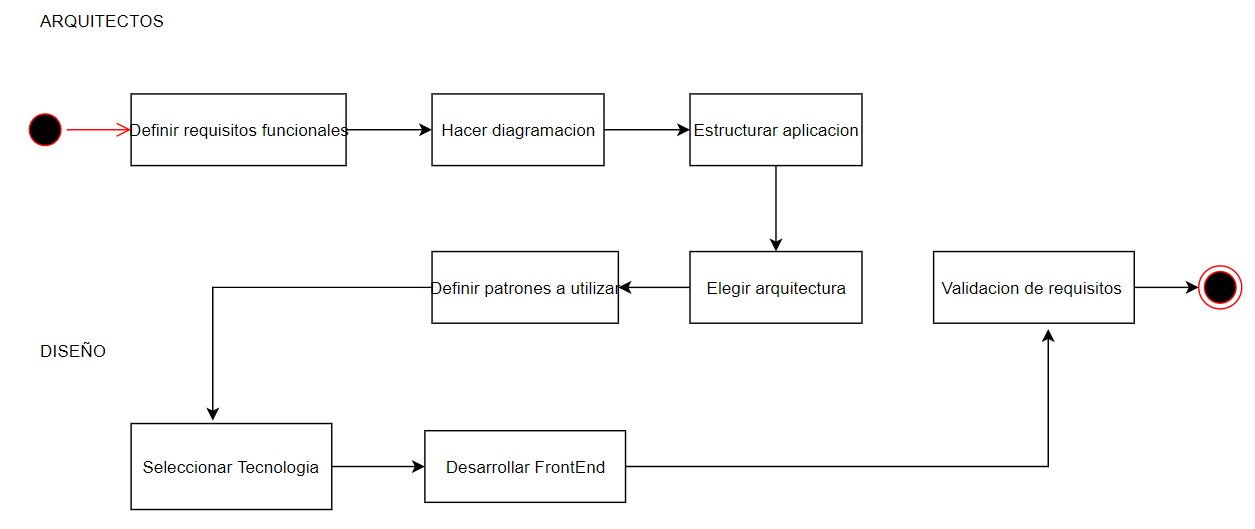 ARQUITECTOS
Definir requisitos funcionales
Hacer diagramacion
Estructurar aplicacion
Definir patrones a utilizar
Elegir arquitectura
Validacion de requisitos
DISEÑO
Seleccionar Tecnologia
Desarrollar FrontEnd